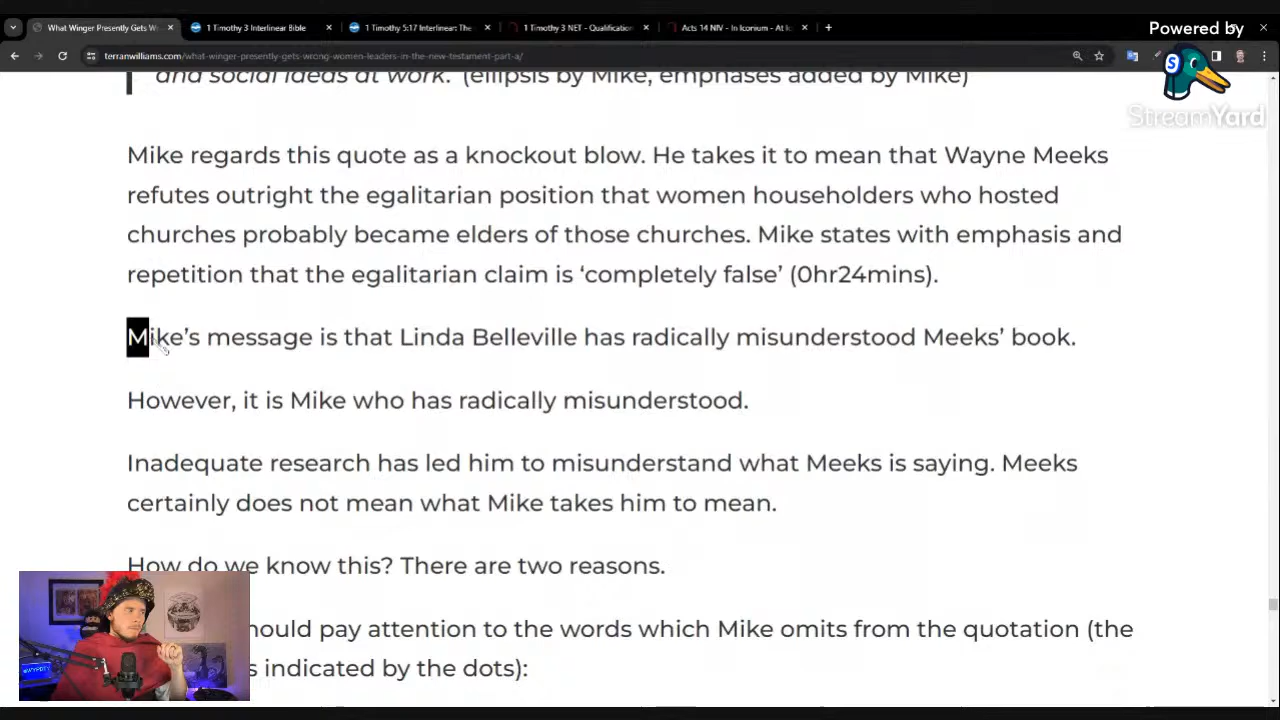 What Winger Presently Gets W
1 Timothy 3 Interlinear Bible
1 Timothy 5:17 Interlinear: The
1 Timothy 3 NET - Qualification
Acts 14 NIV - In Iconium - At Ic
Powered by
terranwilliams.com/what-winger-presently-gets-wrong-women-leaders-in-the-new-testament-part-a/
S
StreamYard
and social ideas at work. (ellipsis by Mike, emphases added by Mike)
Mike regards this quote as a knockout blow. He takes it to mean that Wayne Meeks
refutes outright the egalitarian position that women householders who hosted
churches probably became elders of those churches. Mike states with emphasis and
repetition that the egalitarian claim is ‘completely false’ (0hr24mins).
Mike’s message is that Linda Belleville has radically misunderstood Meeks’ book.
However, it is Mike who has radically misunderstood.
Inadequate research has led him to misunderstand what Meeks is saying. Meeks
certainly does not mean what Mike takes him to mean.
How do we know this? There are two reasons.
hould pay attention to the words which Mike omits from the quotation (the
s indicated by the dots):